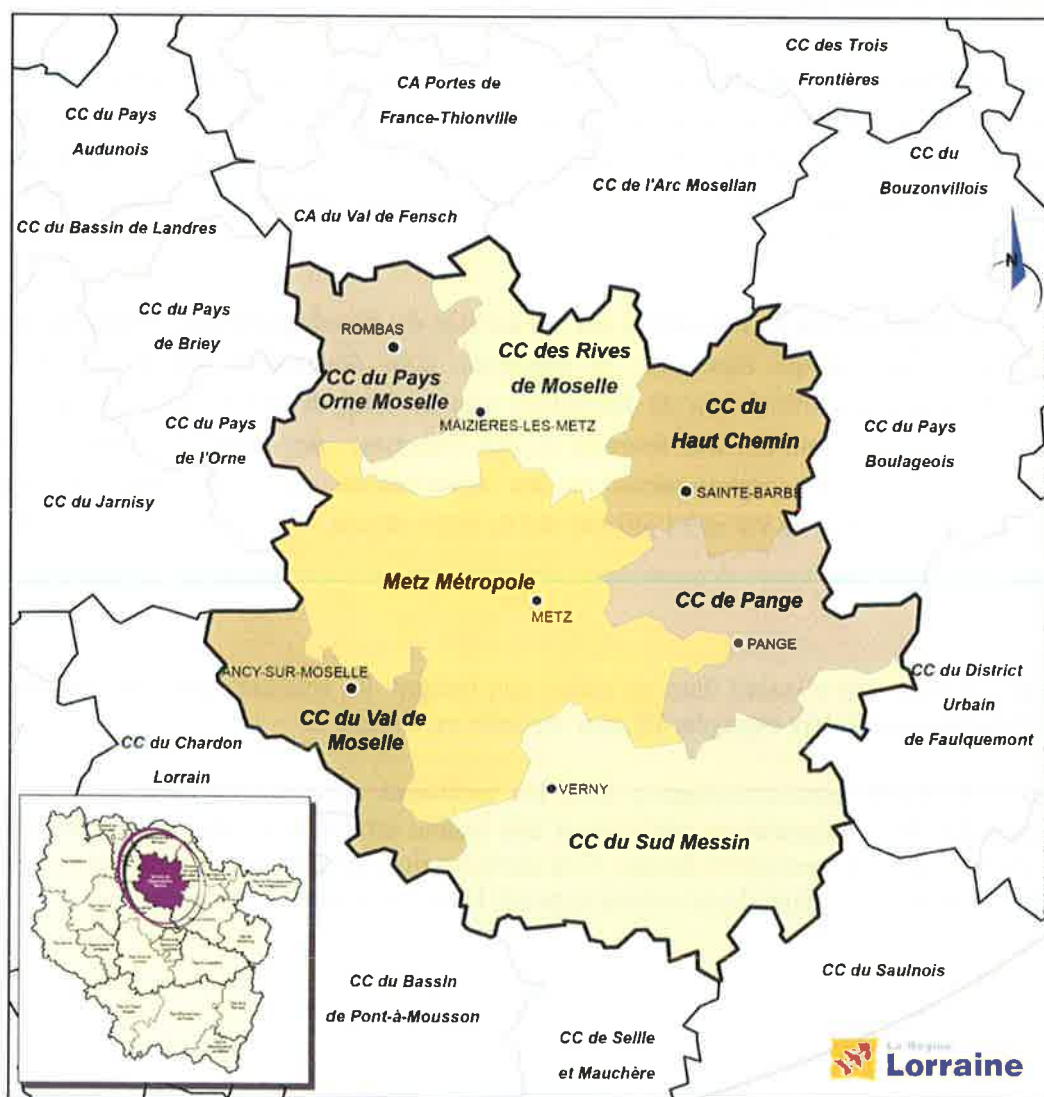 CC des Trois
Frontières
CA Portes de
France-Thionville
CC du Pays
Audunois
CC du
Bouzonvillois
CC de l'Arc Mosellan
CA du Val de Fensch
CC du Bassin de Landres
N
CC du Pays
de Briey
ROMBAS
CC des Rives
de Moselle
CC du Pays
Orne Moselle
MAIZIERES-LES-METZ
CC du
Haut Chemin
CC du Pays
de l'Orne
CC du Pays
Boulageois
CC du Jarnisy
SAINTE-BARBE
Metz Métropole
METZ
CC de Pange
PANGE
ANCY-SUR-MOSELLE
CC du Val de
Moselle
CC du District
Urbain
de Faulquemont
CC du Chardon
Lorrain
VERNY
CC du Sud Messin
CC du Bassin
de Pont-à-Mousson
CC du Saulnois
CC de Seille
et Mauchère
La Région
Lorraine